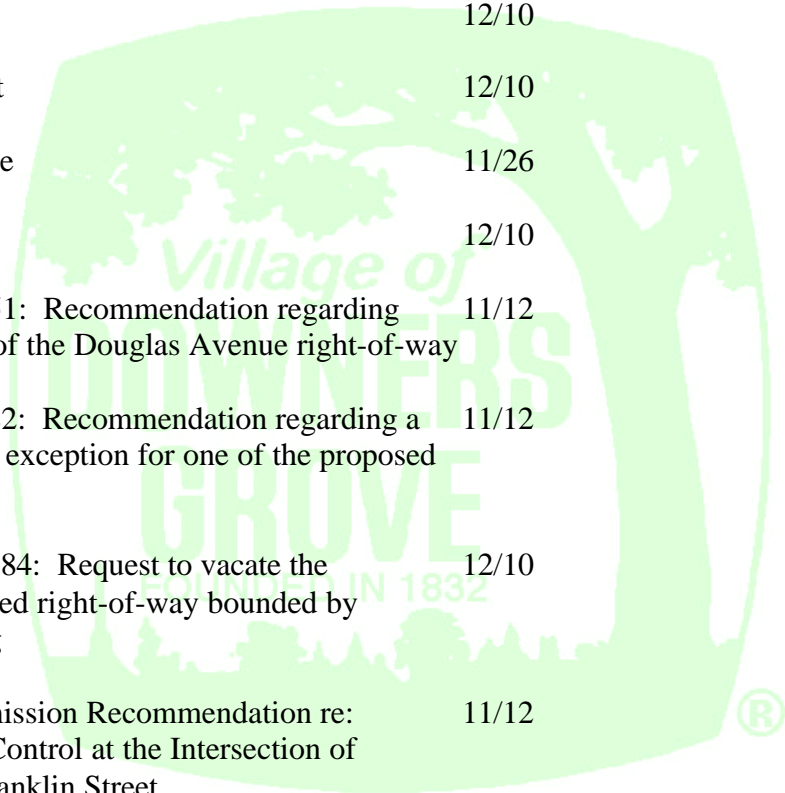 12/10
12/10
11/26
12/10
Village of
1: Recommendation regarding 11/12
of the Douglas Avenue right-of-way
DOWNERS
2: Recommendation regarding a 11/12
exception for one of the proposed
GROVE
84: Request to vacate the 12/10
FOUNDED IN 1832
ed right-of-way bounded by
Recommendation re: 11/12
®
Control at the Intersection of
Street